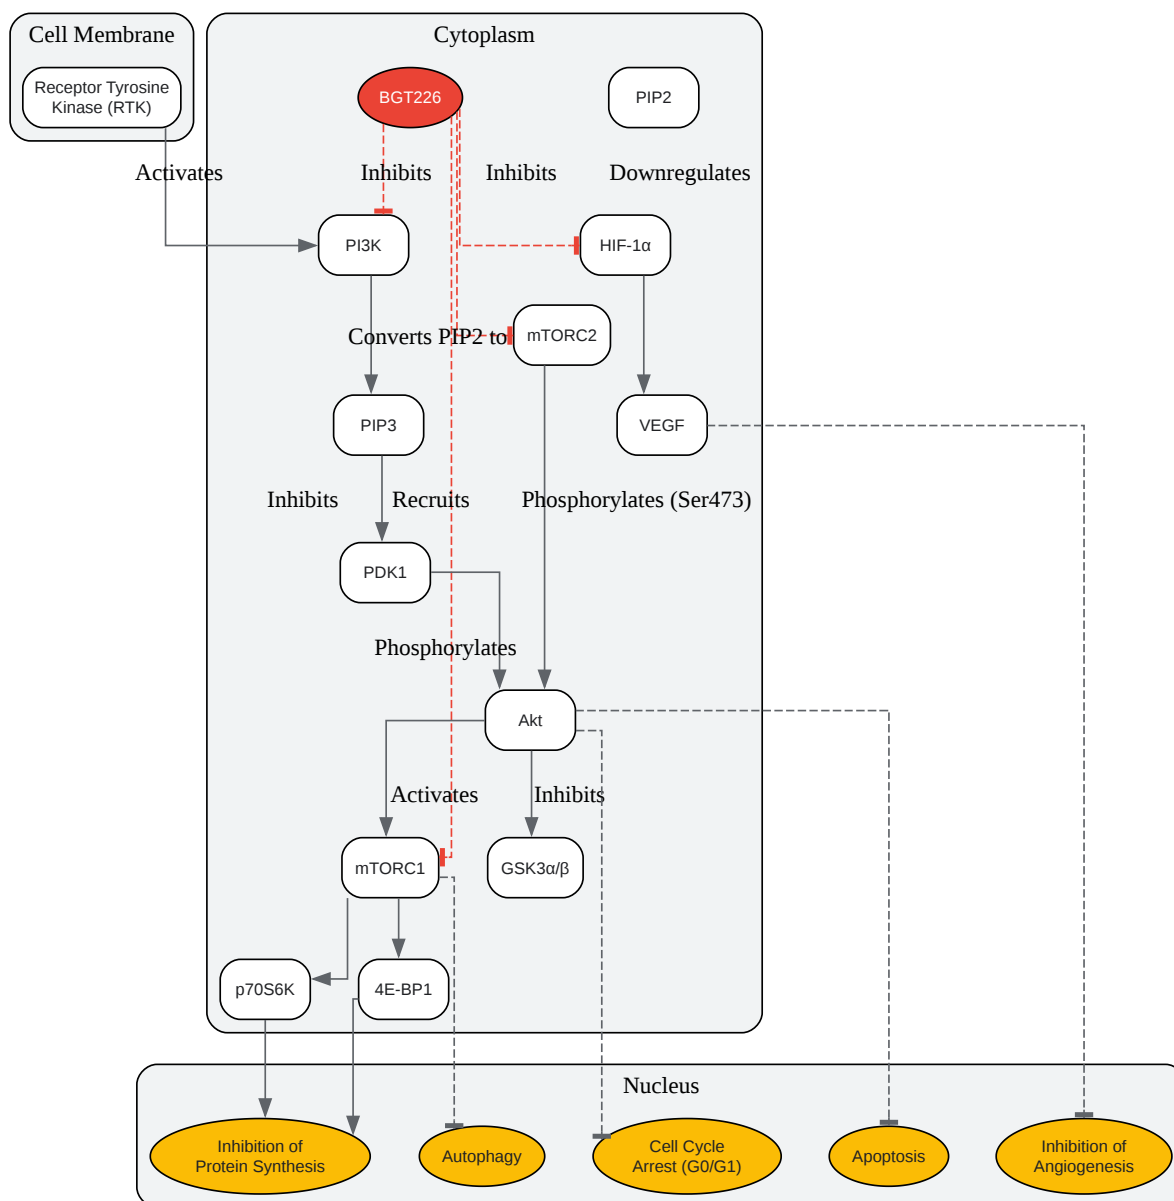 Cell Membrane
Cytoplasm
Receptor Tyrosine
Kinase (RTK)
BGT226
PIP2
Activates
Inhibits
Inhibits
Downregulates
PI3K
HIF-1α
Converts PIP2 to
mTORC2
PIP3
VEGF
Inhibits
Recruits
Phosphorylates (Ser473)
PDK1
Phosphorylates
Akt
Activates
Inhibits
mTORC1
GSK3α/β
p70S6K
4E-BP1
Nucleus
Inhibition of
Protein Synthesis
Autophagy
Cell Cycle
Arrest (G0/G1)
Apoptosis
Inhibition of
Angiogenesis